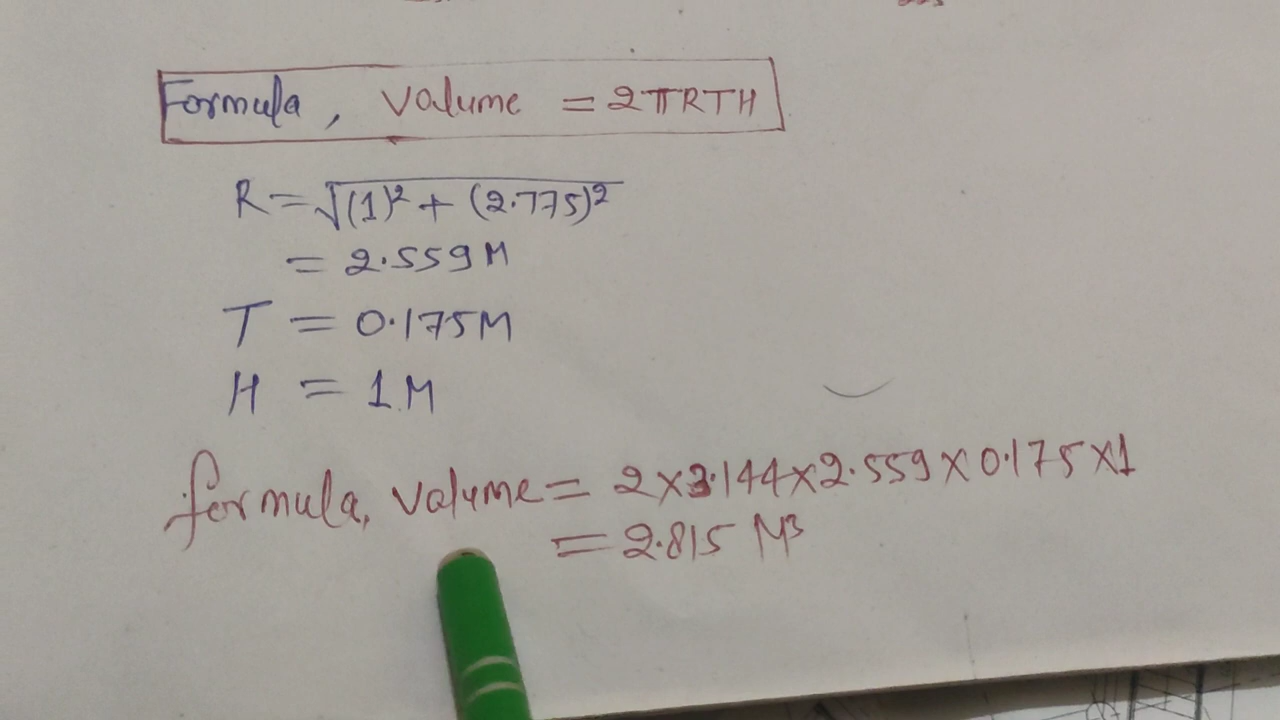 Formula, Volume = 2πRTH
R = √(1)² + (2.775)²
= 2.559M
T = 0.175M
H = 1M
formula, volume = 2×3.144×2.559×0.175×1
= 2.815 M³